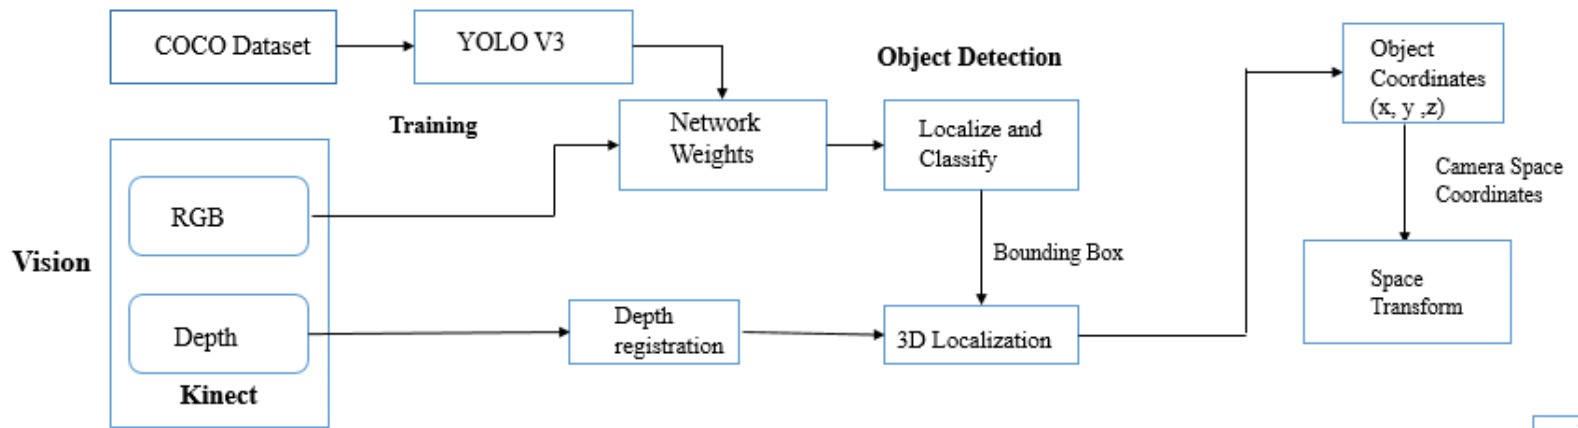 COCO Dataset
YOLO V3
Object Detection
Object
Coordinates
(x, y ,z)
Training
Network
Weights
Localize and
Classify
Camera Space
Coordinates
RGB
Vision
Bounding Box
Space
Transform
Depth
Depth
registration
3D Localization
Kinect